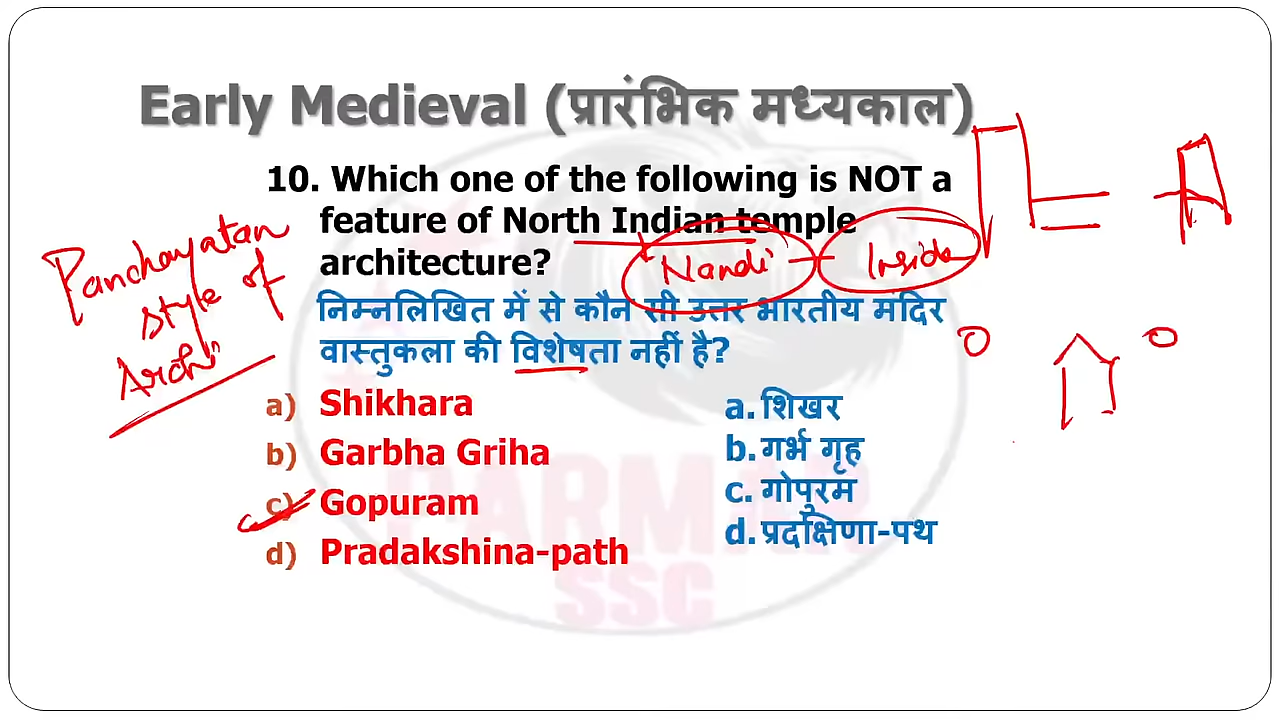 Early Medieval (प्रारंभिक मध्यकाल)
10. Which one of the following is NOT a
feature of North Indian temple
architecture?
Nandi - Inside
Panchayatan
style of
Archi
निम्नलिखित में से कौन सी उत्तर भारतीय मंदिर
वास्तुकला की विशेषता नहीं है?
a) Shikhara
b) Garbha Griha
c) Gopuram
d) Pradakshina-path
a. शिखर
b. गर्भ गृह
c. गोपुरम
d. प्रदक्षिणा-पथ
PARMAR
SSC